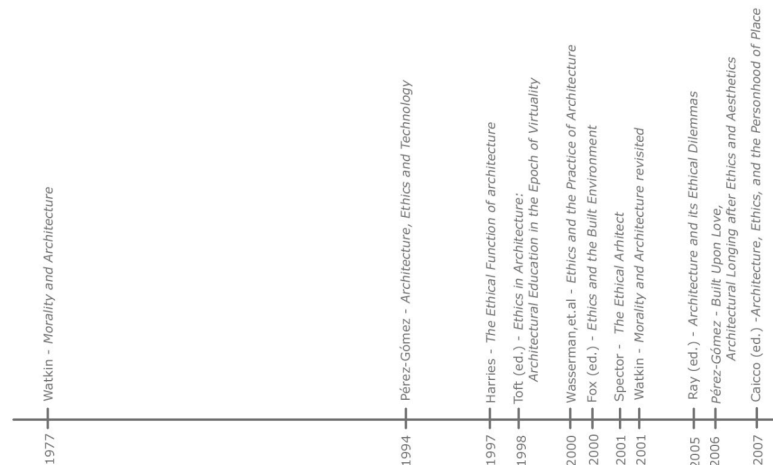 Watkin - Morality and Architecture
Pérez-Gómez - Architecture, Ethics and Technology
Harries - The Ethical Function of architecture
Toft (ed.) - Ethics in Architecture:
Architectural Education in the Epoch of Virtuality
Wasserman,et.al - Ethics and the Practice of Architecture
Fox (ed.) - Ethics and the Built Environment
Spector - The Ethical Arhitect
Watkin - Morality and Architecture revisited
Ray (ed.) - Architecture and its Ethical Dilemmas
Pérez-Gómez - Built Upon Love,
Architectural Longing after Ethics and Aesthetics
Caicco (ed.) -Architecture, Ethics, and the Personhood of Place
1977
1994
1997
1998
2000
2000
2001
2001
2005
2006
2007